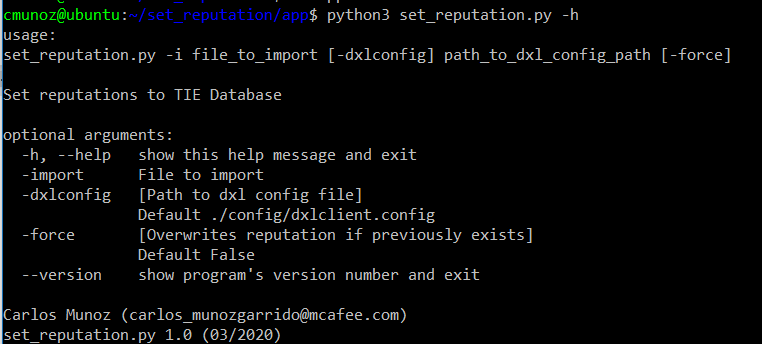 cmunoz@ubuntu:~/set_reputation/app$ python3 set_reputation.py -h
usage:
set_reputation.py -i file_to_import [-dxlconfig] path_to_dxl_config_path [-force]
Set reputations to TIE Database
optional arguments:
-h, --help show this help message and exit
-import File to import
-dxlconfig [Path to dxl config file]
Default ./config/dxlclient.config
-force [Overwrites reputation if previously exists]
Default False
--version show program's version number and exit
Carlos Munoz (carlos_munozgarrido@mcafee.com)
set_reputation.py 1.0 (03/2020)